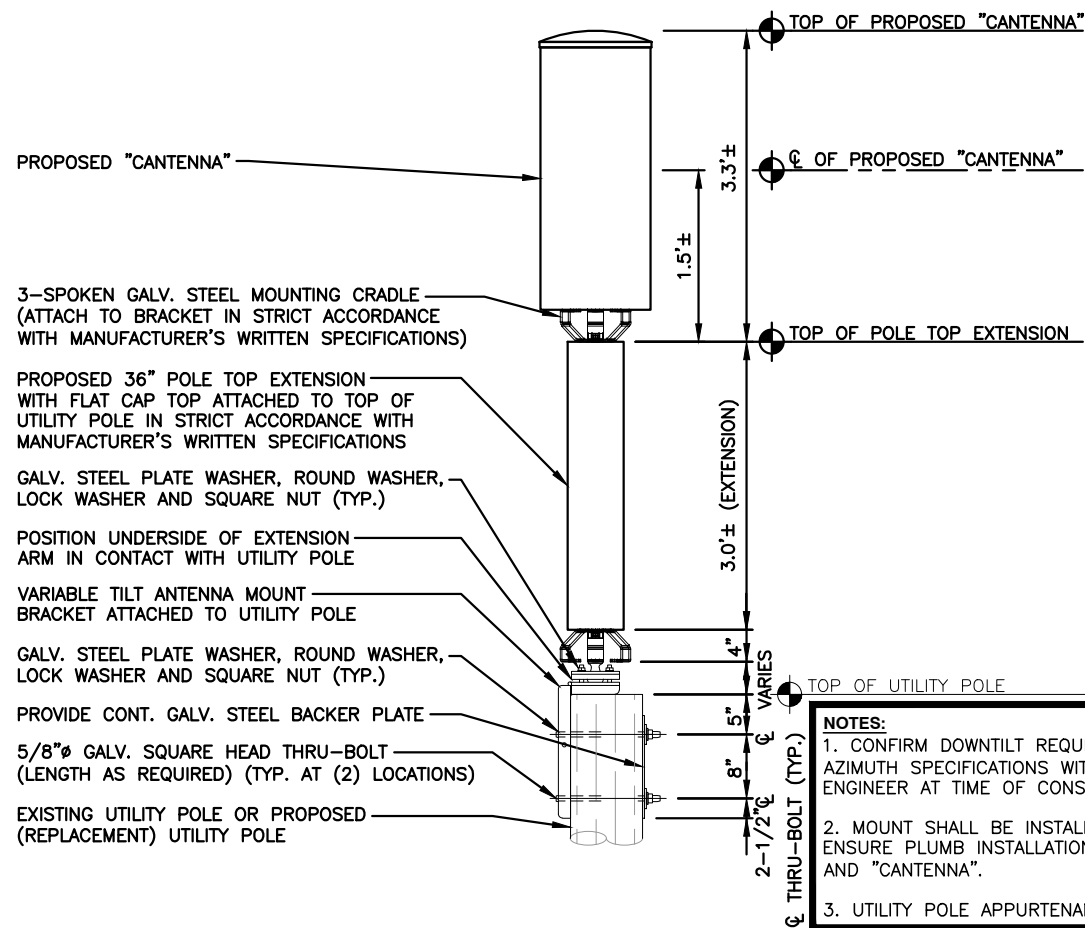 TOP OF PROPOSED "CANTENNA"
PROPOSED "CANTENNA"
℄ OF PROPOSED "CANTENNA"
3.3'±
1.5'±
3-SPOKEN GALV. STEEL MOUNTING CRADLE
(ATTACH TO BRACKET IN STRICT ACCORDANCE
WITH MANUFACTURER'S WRITTEN SPECIFICATIONS)
TOP OF POLE TOP EXTENSION
PROPOSED 36" POLE TOP EXTENSION
WITH FLAT CAP TOP ATTACHED TO TOP OF
UTILITY POLE IN STRICT ACCORDANCE WITH
MANUFACTURER'S WRITTEN SPECIFICATIONS
3.0'± (EXTENSION)
GALV. STEEL PLATE WASHER, ROUND WASHER,
LOCK WASHER AND SQUARE NUT (TYP.)
POSITION UNDERSIDE OF EXTENSION
ARM IN CONTACT WITH UTILITY POLE
VARIABLE TILT ANTENNA MOUNT
BRACKET ATTACHED TO UTILITY POLE
GALV. STEEL PLATE WASHER, ROUND WASHER,
LOCK WASHER AND SQUARE NUT (TYP.)
PROVIDE CONT. GALV. STEEL BACKER PLATE
5/8"ø GALV. SQUARE HEAD THRU-BOLT
(LENGTH AS REQUIRED) (TYP. AT (2) LOCATIONS)
EXISTING UTILITY POLE OR PROPOSED
(REPLACEMENT) UTILITY POLE
4"
VARIES
5"
℄
8"
℄
2-1/2"
℄ THRU-BOLT (TYP.)
TOP OF UTILITY POLE
NOTES:
1. CONFIRM DOWNTILT REQU
AZIMUTH SPECIFICATIONS WIT
ENGINEER AT TIME OF CONS
2. MOUNT SHALL BE INSTAL
ENSURE PLUMB INSTALLATION
AND "CANTENNA".
3. UTILITY POLE APPURTENA